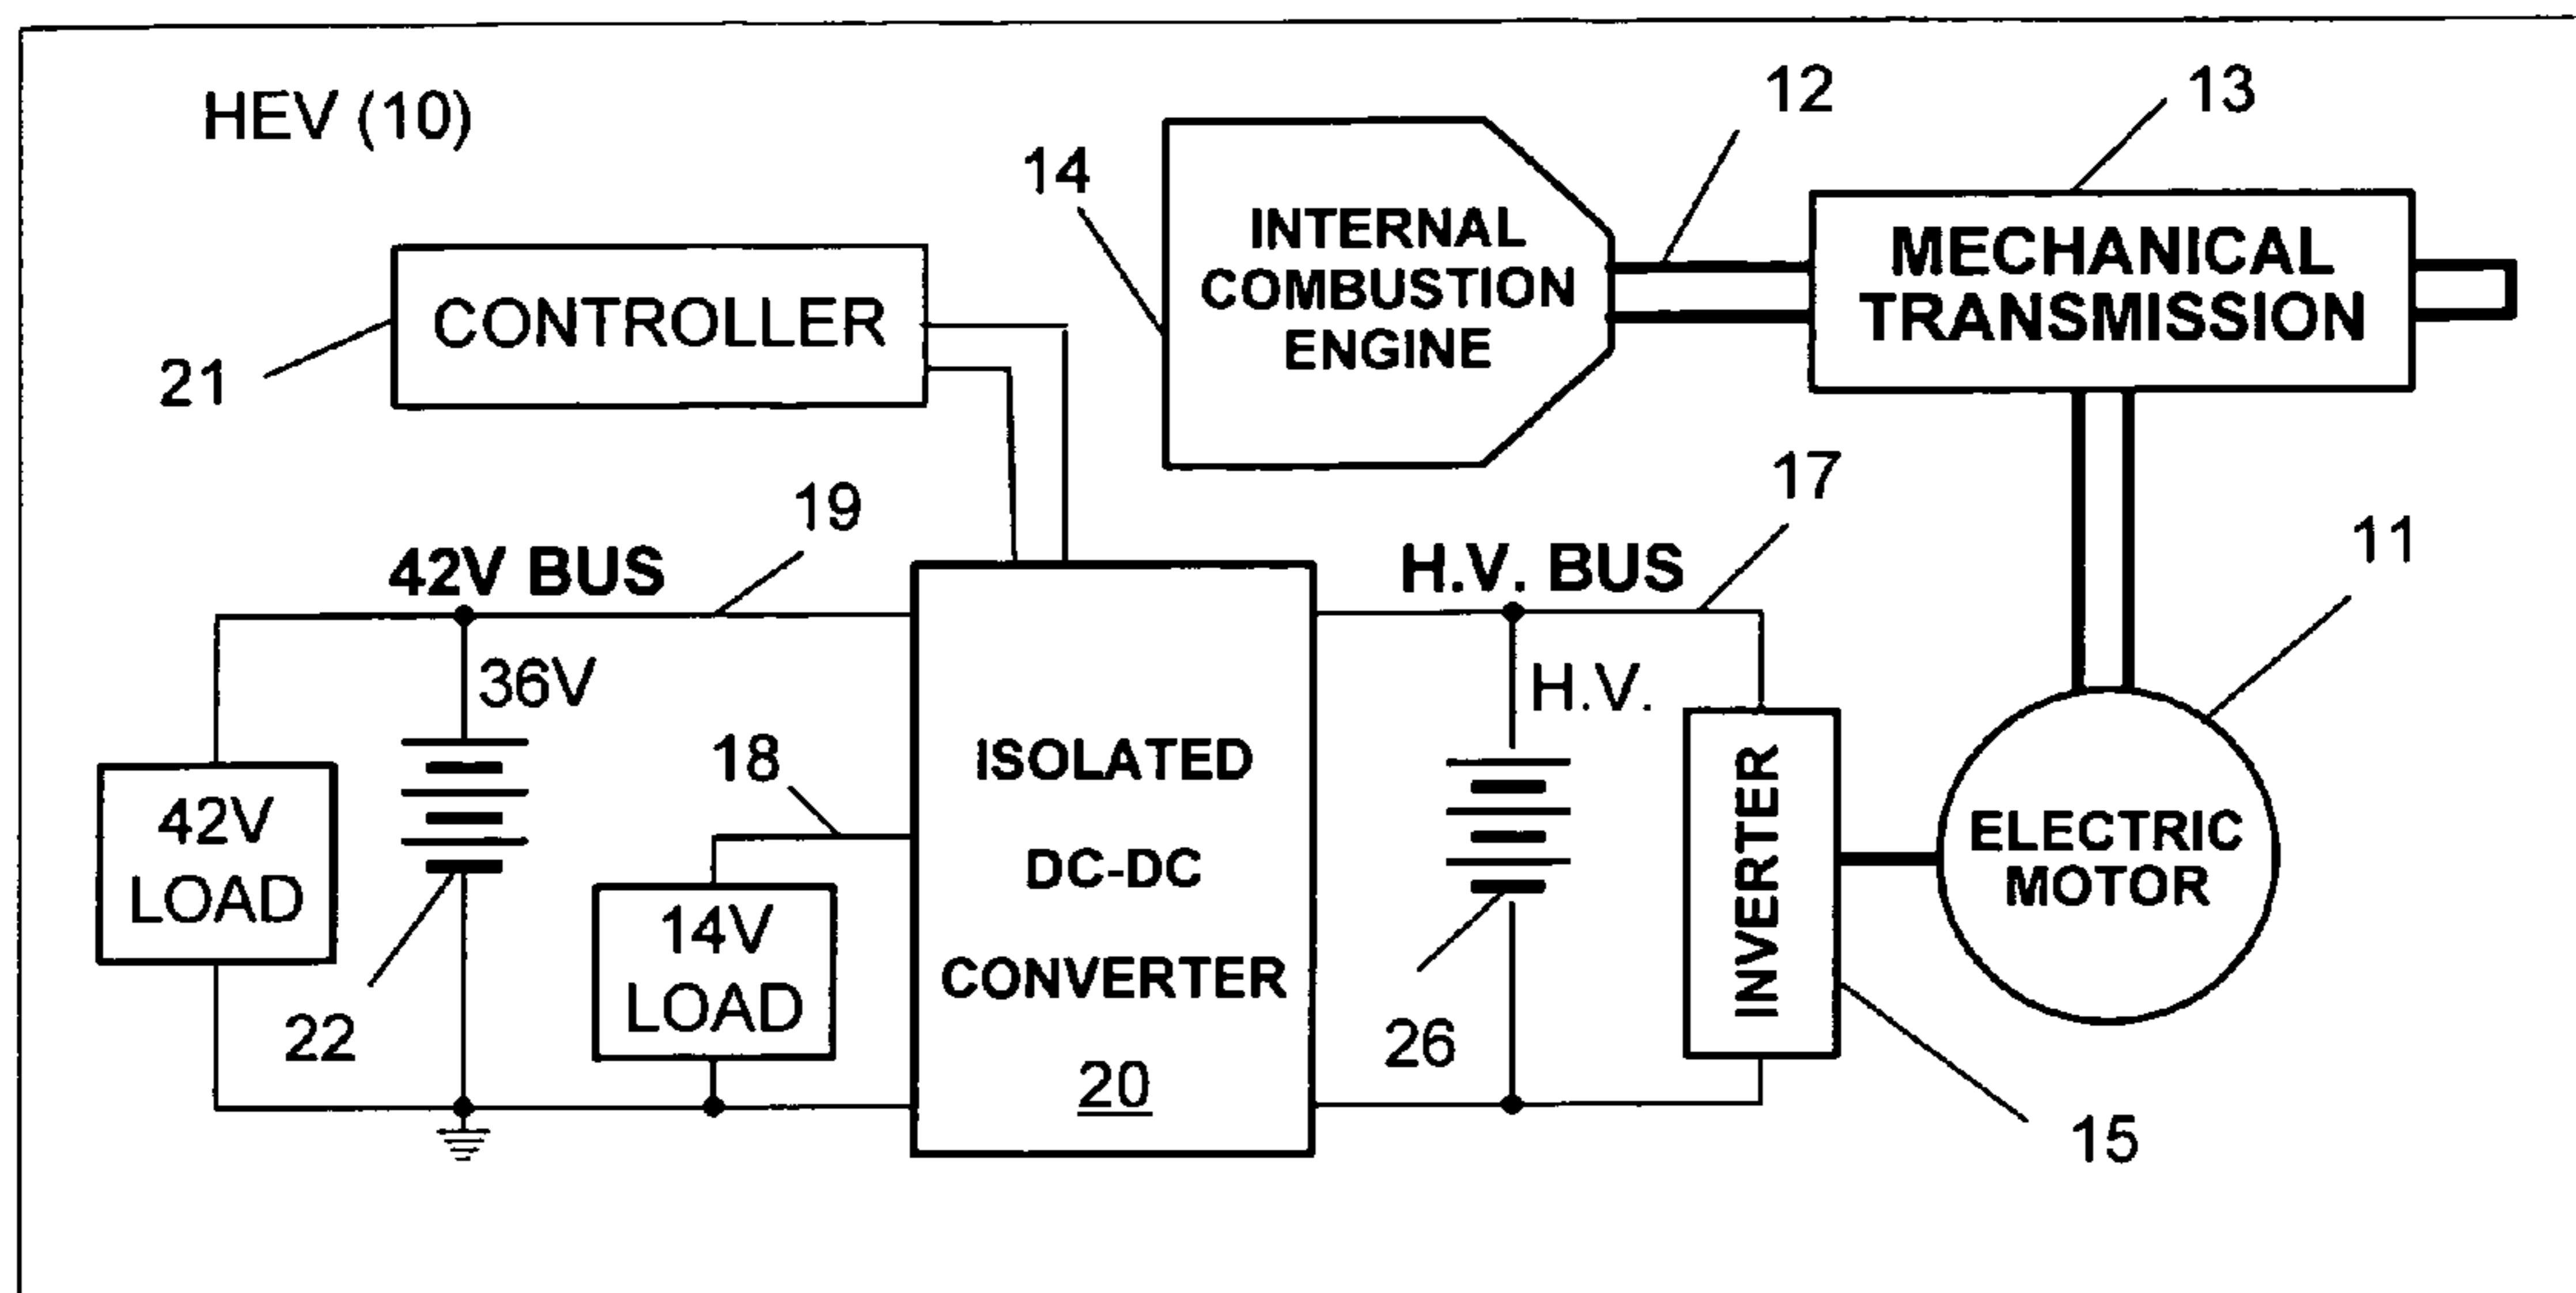 HEV (10)
12
13
14
INTERNAL
COMBUSTION
ENGINE
MECHANICAL
TRANSMISSION
CONTROLLER
21
19
17
11
42V BUS
H.V. BUS
36V
H.V.
18
42V
LOAD
14V
LOAD
ISOLATED
DC-DC
CONVERTER
20
INVERTER
ELECTRIC
MOTOR
22
26
15